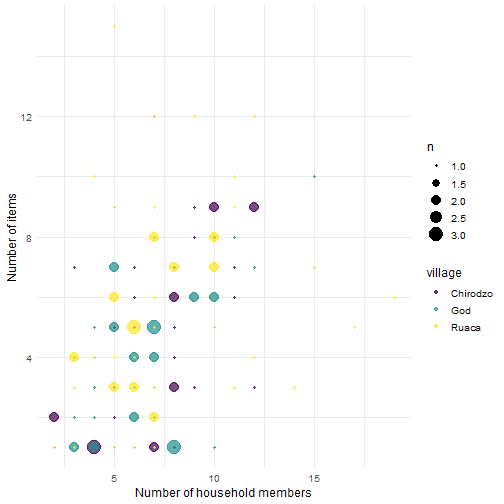 12
8
4
Number of items
5
10
15
Number of household members
n
1.0
1.5
2.0
2.5
3.0
village
Chirodzo
God
Ruaca